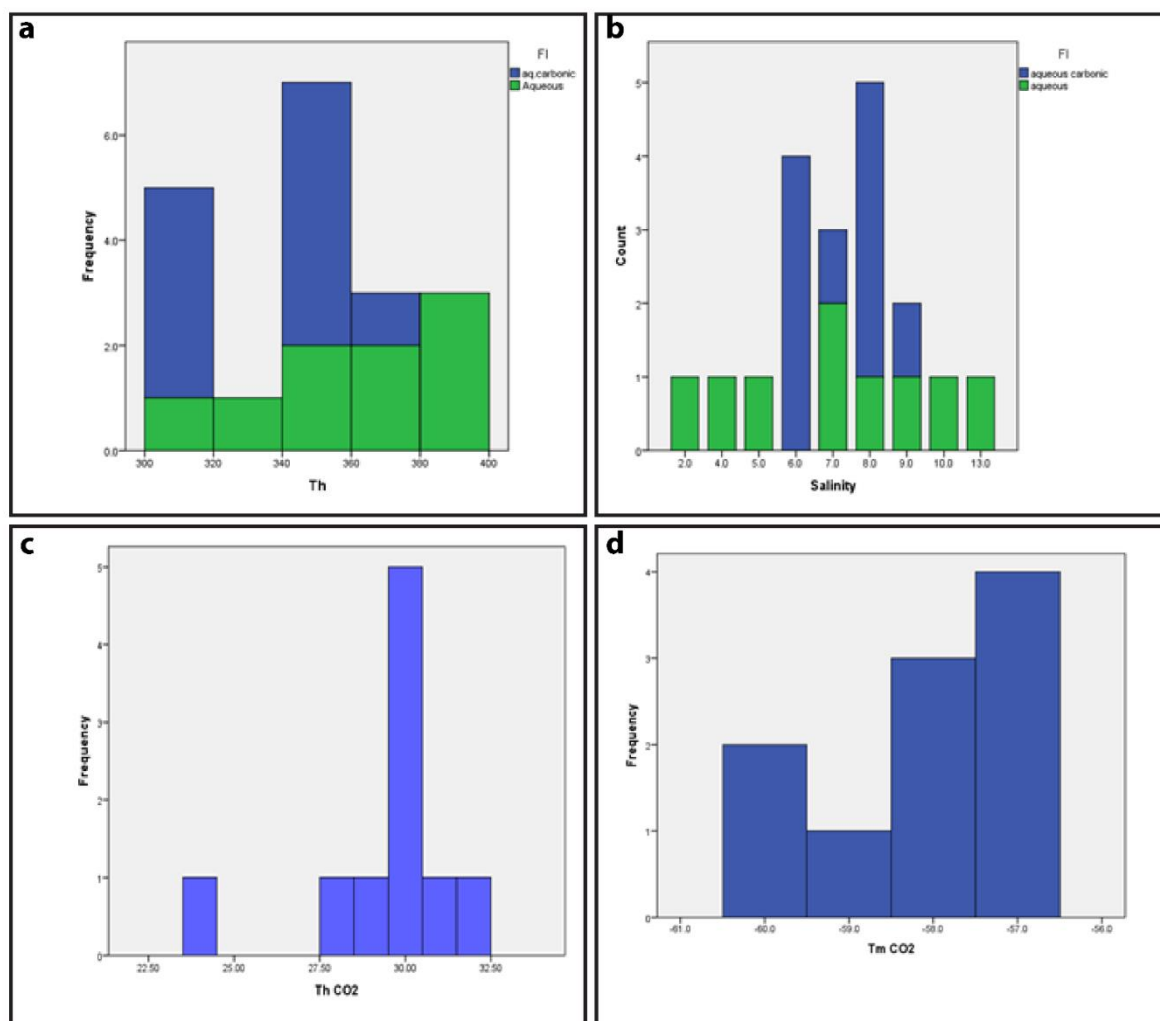 a
FI
aq.carbonic
Aqueous
6.0
4.0
2.0
0.0
Frequency
300 320 340 360 380 400
Th
b
FI
aqueous carbonic
aqueous
5
4
3
2
1
0
Count
2.0 4.0 5.0 6.0 7.0 8.0 9.0 10.0 13.0
Salinity
c
5
4
3
2
1
0
Frequency
22.50 25.00 27.50 30.00 32.50
Th CO2
d
4
3
2
1
0
Frequency
-61.0 -60.0 -59.0 -58.0 -57.0 -56.0
Tm CO2